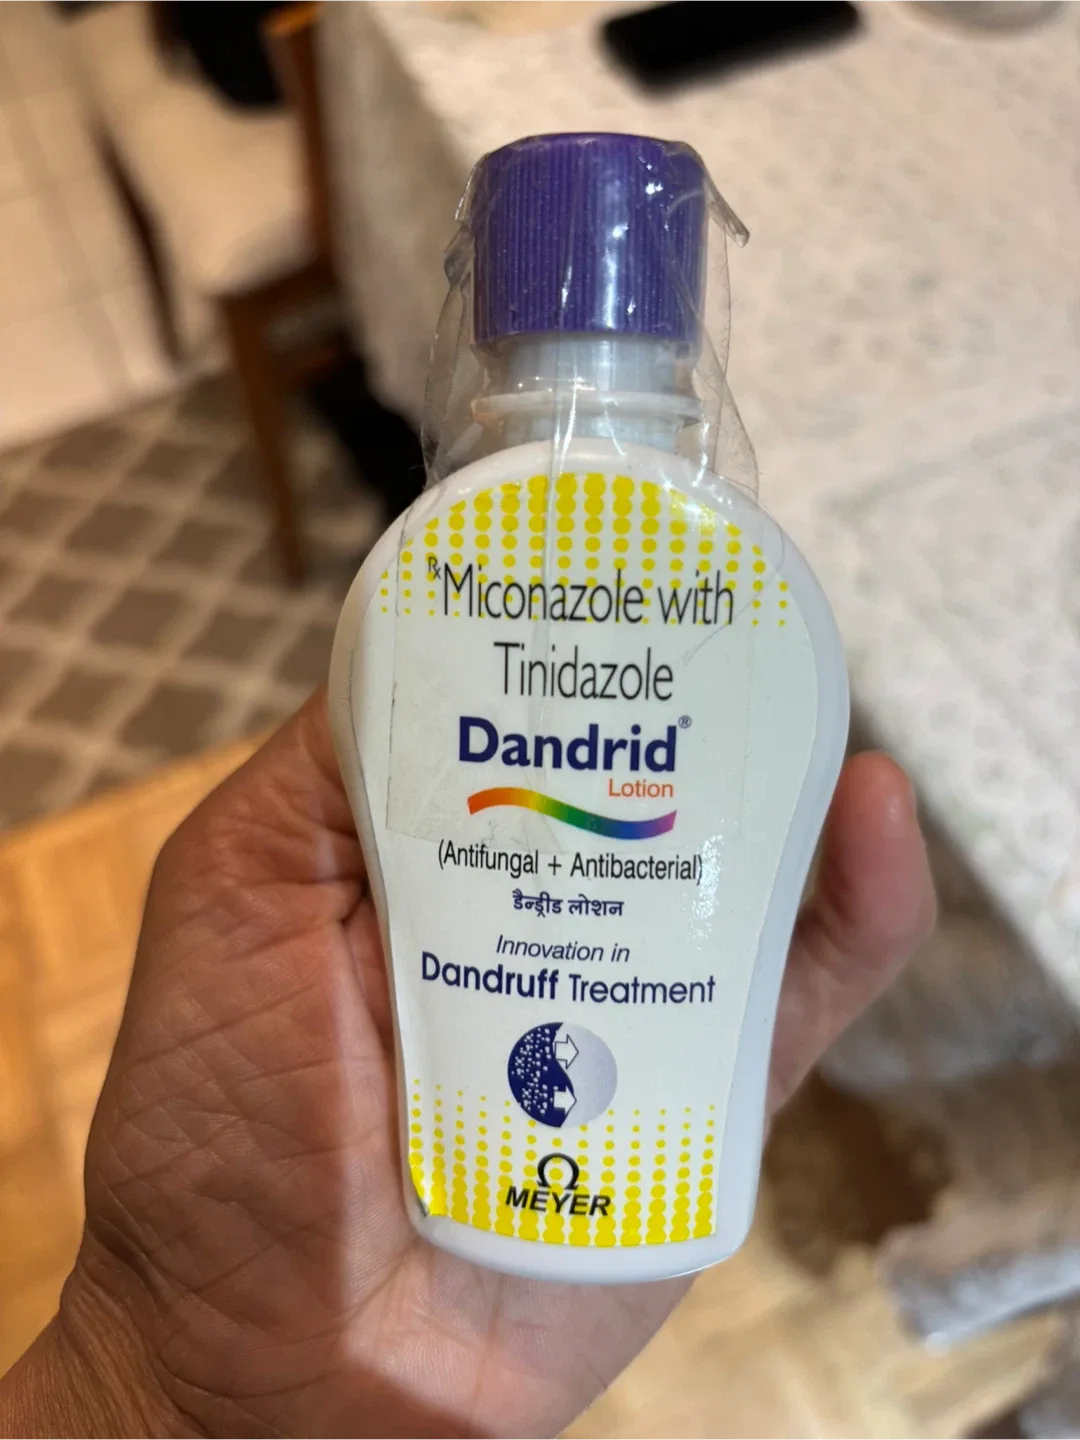 ℞Miconazole with
Tinidazole
Dandrid®
Lotion
(Antifungal + Antibacterial)
डैन्ड्रीड लोशन
Innovation in
Dandruff Treatment
MEYER